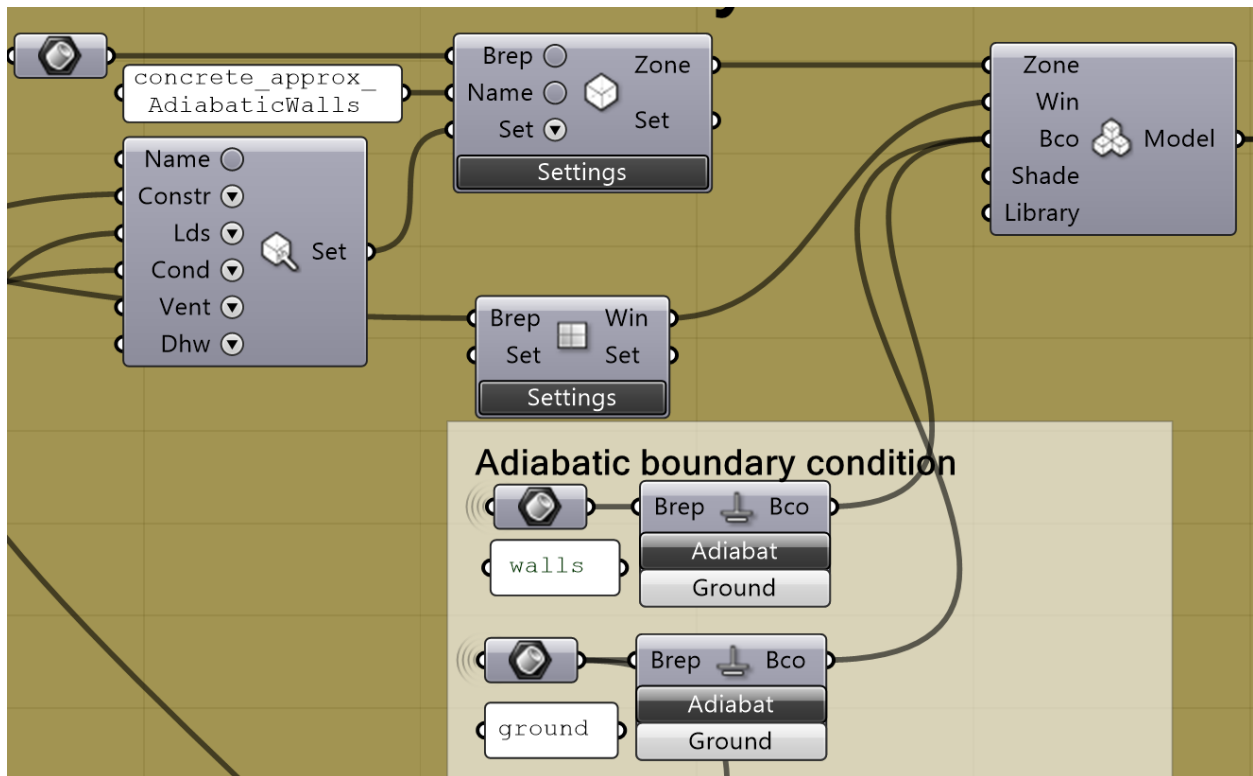 Brep
Name
Set
Zone
Set
Settings
concrete_approx_
AdiabaticWalls
Name
Constr
Lds
Cond
Vent
Dhw
Set
Zone
Win
Bco
Shade
Library
Model
Brep
Set
Win
Set
Settings
Adiabatic boundary condition
Brep Bco
Adiabat
Ground
walls
Brep Bco
Adiabat
Ground
ground